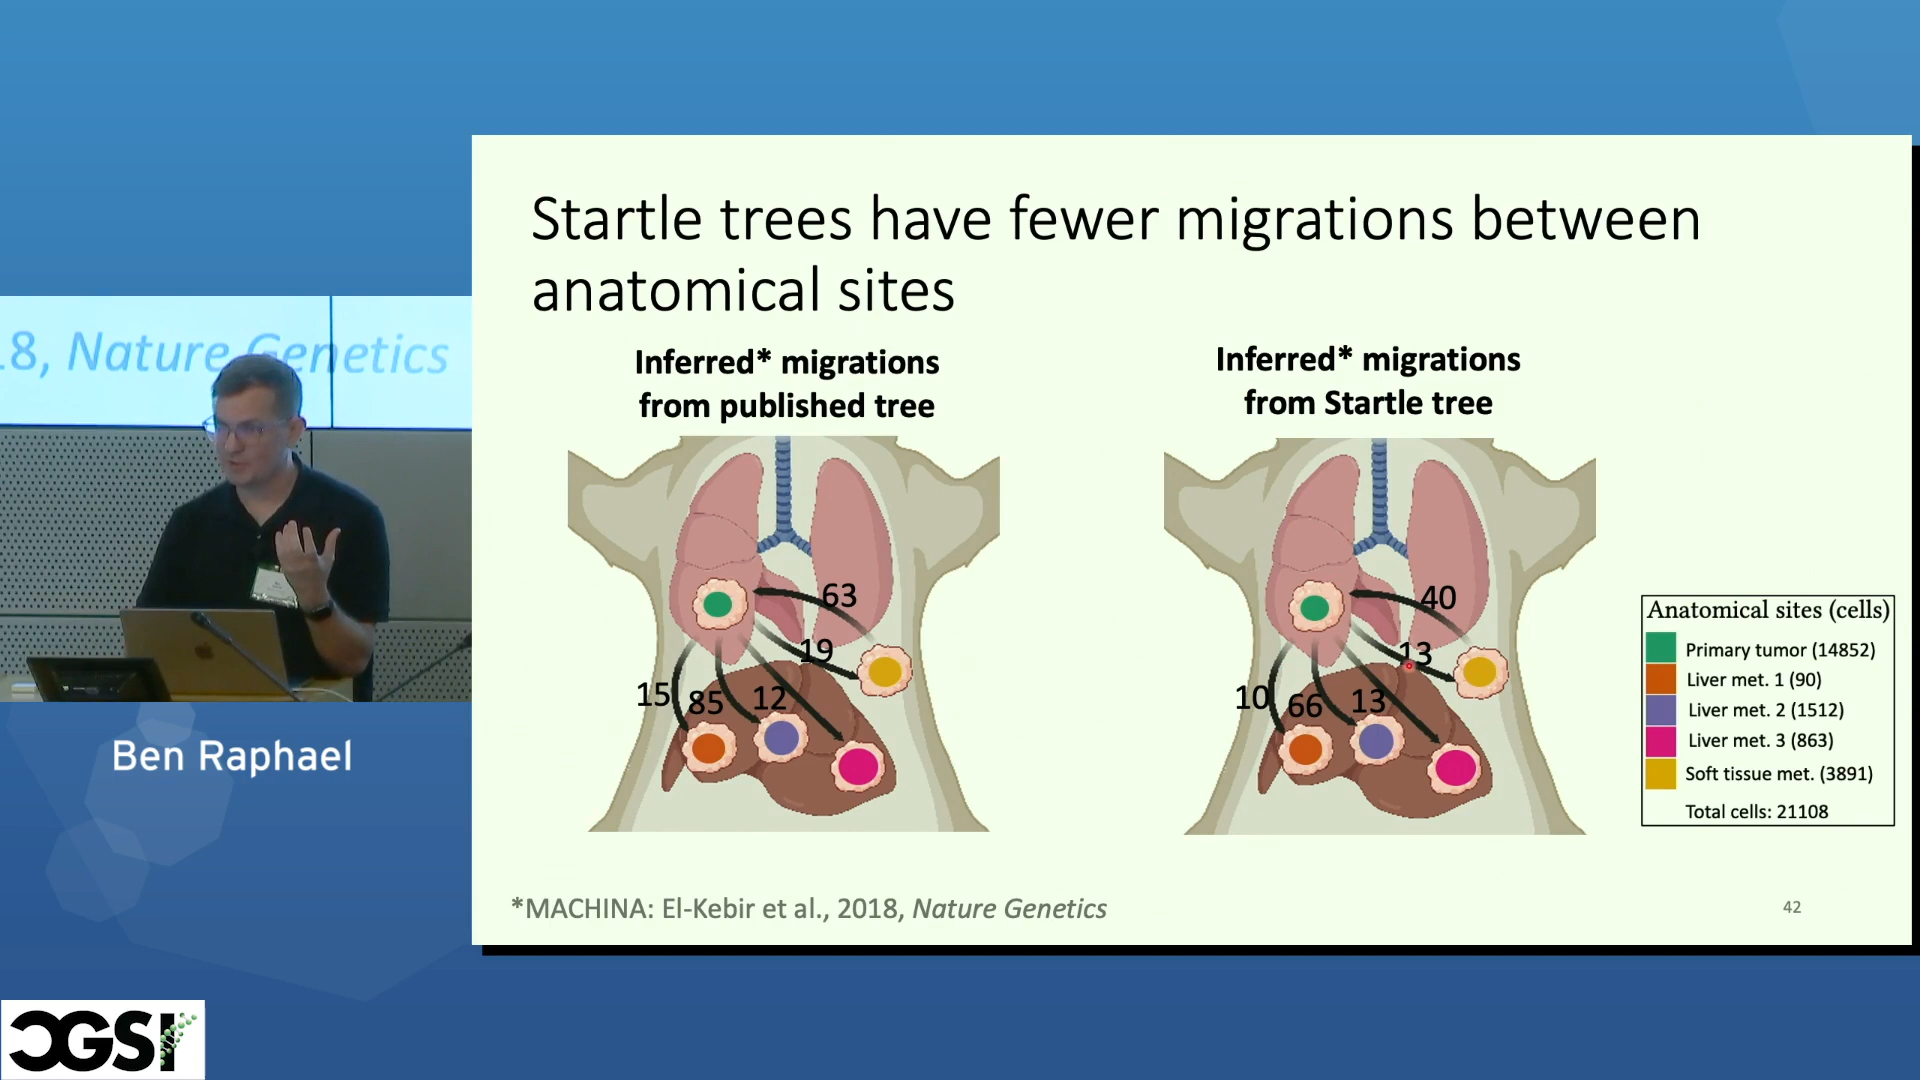 Startle trees have fewer migrations between
anatomical sites
Inferred* migrations
from published tree
Inferred* migrations
from Startle tree
63
19
15
85
12
40
13
10
66
13
Anatomical sites (cells)
Primary tumor (14852)
Liver met. 1 (90)
Liver met. 2 (1512)
Liver met. 3 (863)
Soft tissue met. (3891)
Total cells: 21108
*MACHINA: El-Kebir et al., 2018, Nature Genetics
42
8, Nature Genetics
Ben Raphael
CGSI